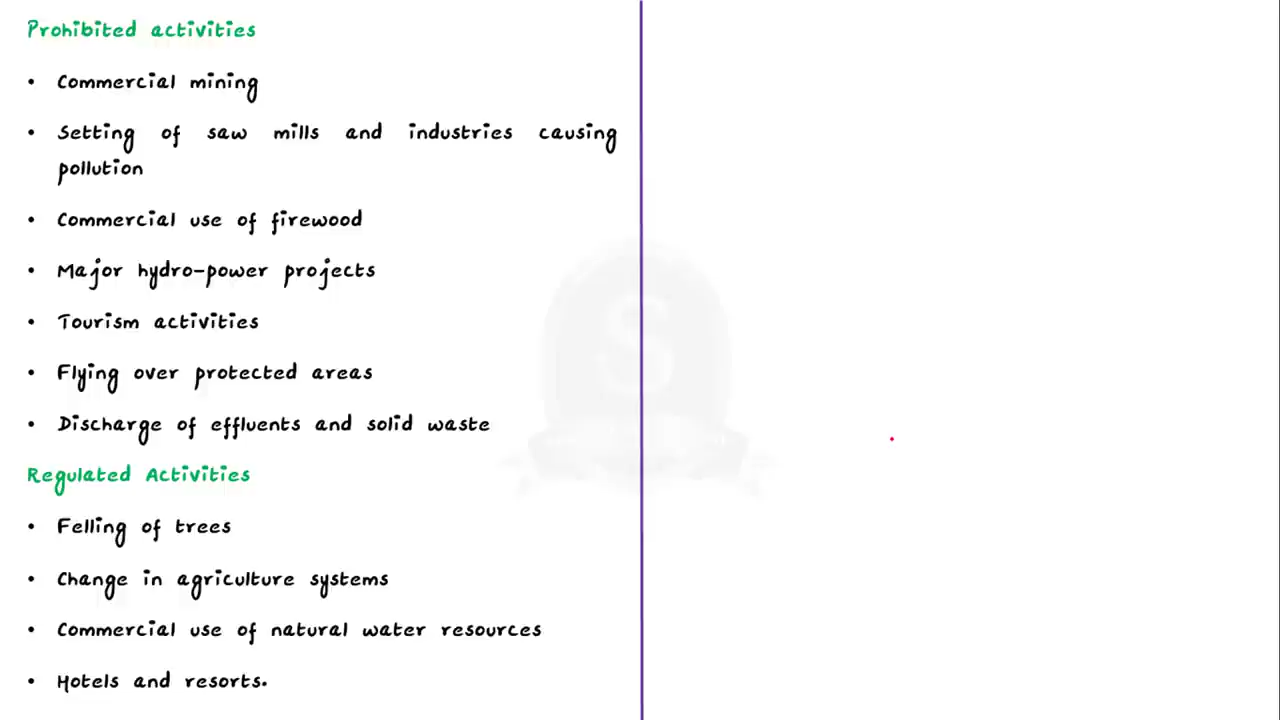 Prohibited activities
• Commercial mining
• Setting of saw mills and industries causing
pollution
• Commercial use of firewood
• Major hydro-power projects
• Tourism activities
• Flying over protected areas
• Discharge of effluents and solid waste
Regulated Activities
• Felling of trees
• Change in agriculture systems
• Commercial use of natural water resources
• Hotels and resorts.
S